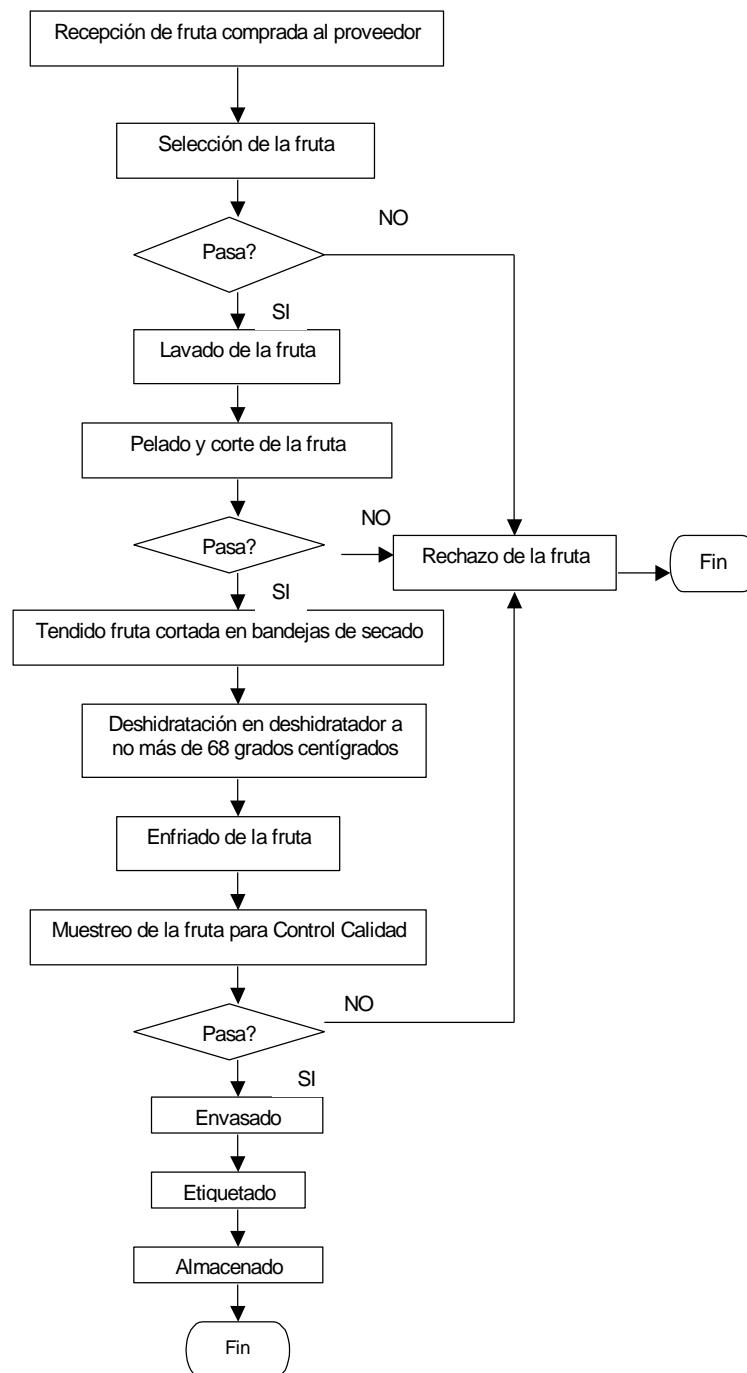 Recepción de fruta comprada al proveedor
Selección de la fruta
NO
Pasa?
SI
Lavado de la fruta
Pelado y corte de la fruta
NO
Pasa?
Rechazo de la fruta
Fin
SI
Tendido fruta cortada en bandejas de secado
Deshidratación en deshidratador a
no más de 68 grados centígrados
Enfriado de la fruta
Muestreo de la fruta para Control Calidad
NO
Pasa?
SI
Envasado
Etiquetado
Almacenado
Fin